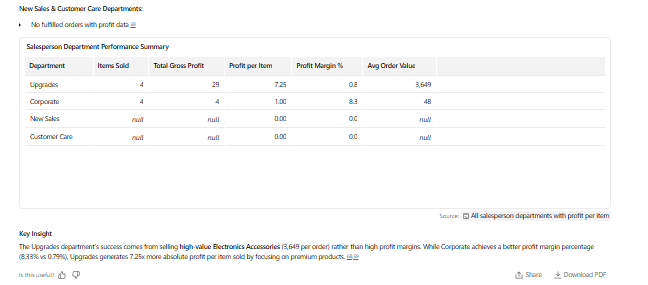 New Sales & Customer Care Departments:
No fulfilled orders with profit data
Salesperson Department Performance Summary
Department Items Sold Total Gross Profit Profit per Item Profit Margin % Avg Order Value
Upgrades 4 29 7.25 0.8 3,649
Corporate 4 4 1.00 8.3 48
New Sales null null 0.00 0.0 null
Customer Care null null 0.00 0.0 null
Source: All salesperson departments with profit per item
Key Insight
The Upgrades department's success comes from selling high-value Electronics Accessories (3,649 per order) rather than high profit margins. While Corporate achieves a better profit margin percentage
(8.33% vs 0.79%), Upgrades generates 7.25x more absolute profit per item sold by focusing on premium products.
Is this useful? Share Download PDF